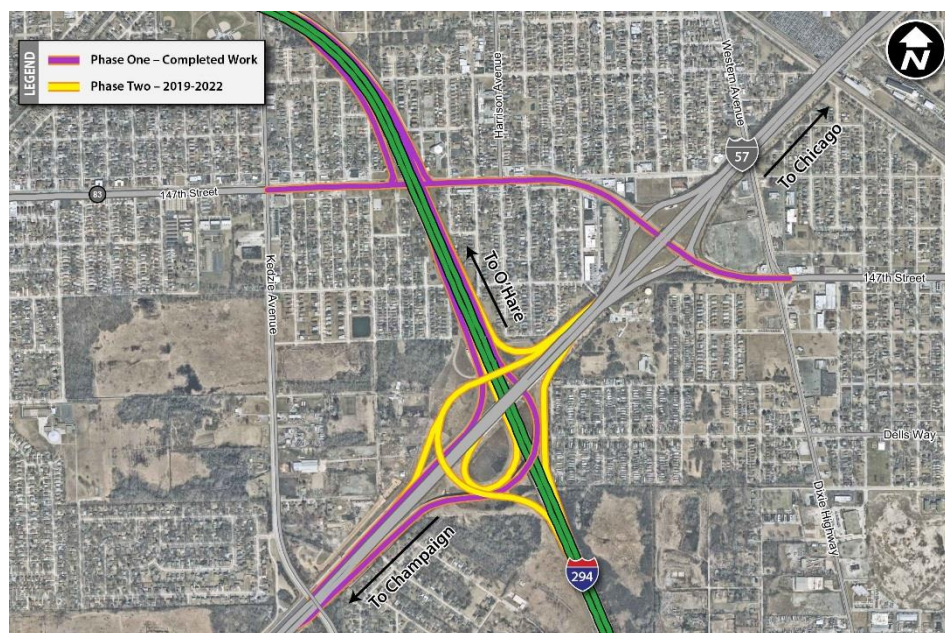 LEGEND
Phase One – Completed Work
Phase Two – 2019-2022
N
Harrison Avenue
Western Avenue
57
To Chicago
83
147th Street
Kedzie Avenue
To O'Hare
147th Street
Dells Way
Dixie Highway
To Champaign
294